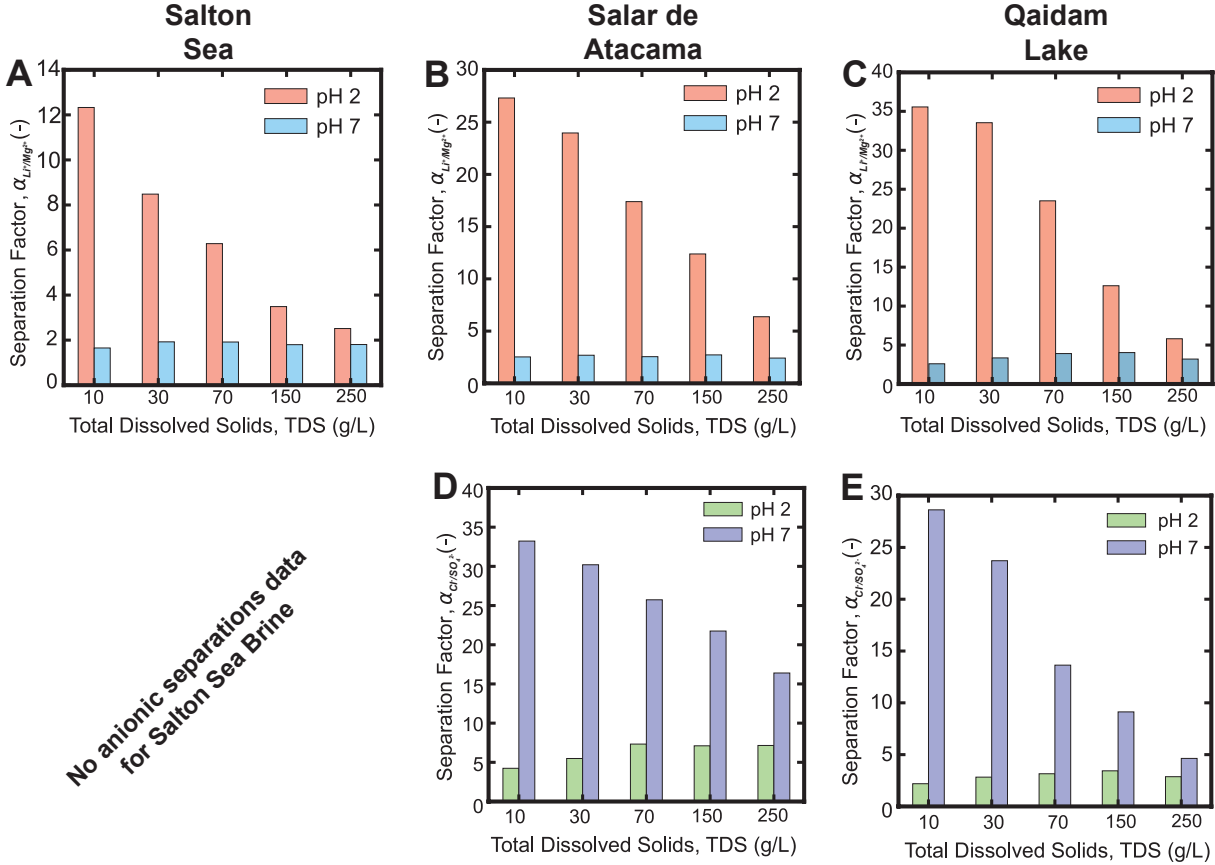 Salton
Sea
Salar de
Atacama
Qaidam
Lake
A
14
12
10
8
6
4
2
0
Separation Factor, α Li⁺/Mg²⁺(-)
pH 2
pH 7
10 30 70 150 250
Total Dissolved Solids, TDS (g/L)
B
30
25
20
15
10
5
0
Separation Factor, α Li⁺/Mg²⁺(-)
pH 2
pH 7
10 30 70 150 250
Total Dissolved Solids, TDS (g/L)
C
40
35
30
25
20
15
10
5
0
Separation Factor, α Li⁺/Mg²⁺(-)
pH 2
pH 7
10 30 70 150 250
Total Dissolved Solids, TDS (g/L)
No anionic separations data
for Salton Sea Brine
D
40
35
30
25
20
15
10
5
0
Separation Factor, α Cl⁻/SO₄²⁻(-)
pH 2
pH 7
10 30 70 150 250
Total Dissolved Solids, TDS (g/L)
E
30
25
20
15
10
5
0
Separation Factor, α Cl⁻/SO₄²⁻(-)
pH 2
pH 7
10 30 70 150 250
Total Dissolved Solids, TDS (g/L)